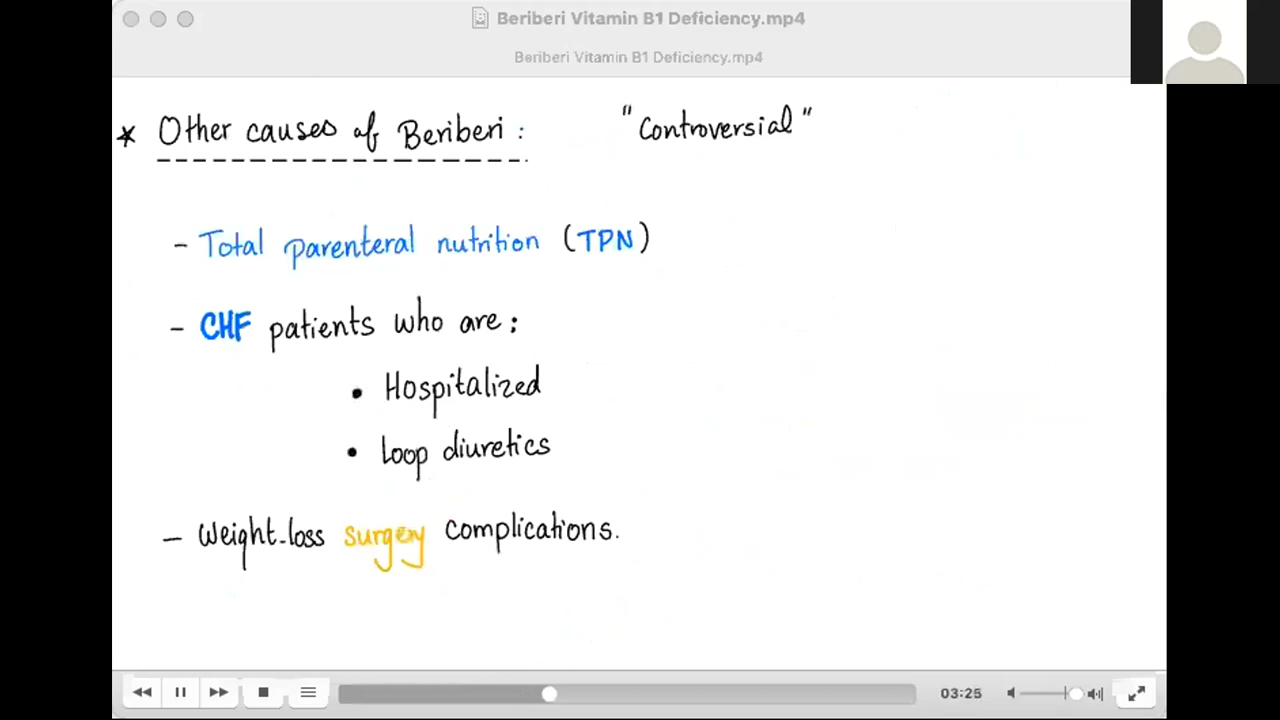 Beriberi Vitamin B1 Deficiency.mp4
Beriberi Vitamin B1 Deficiency.mp4
* Other causes of Beriberi : "Controversial"
- Total parenteral nutrition (TPN)
- CHF patients who are:
• Hospitalized
• Loop diuretics
- Weight-loss surgery complications.
03:25